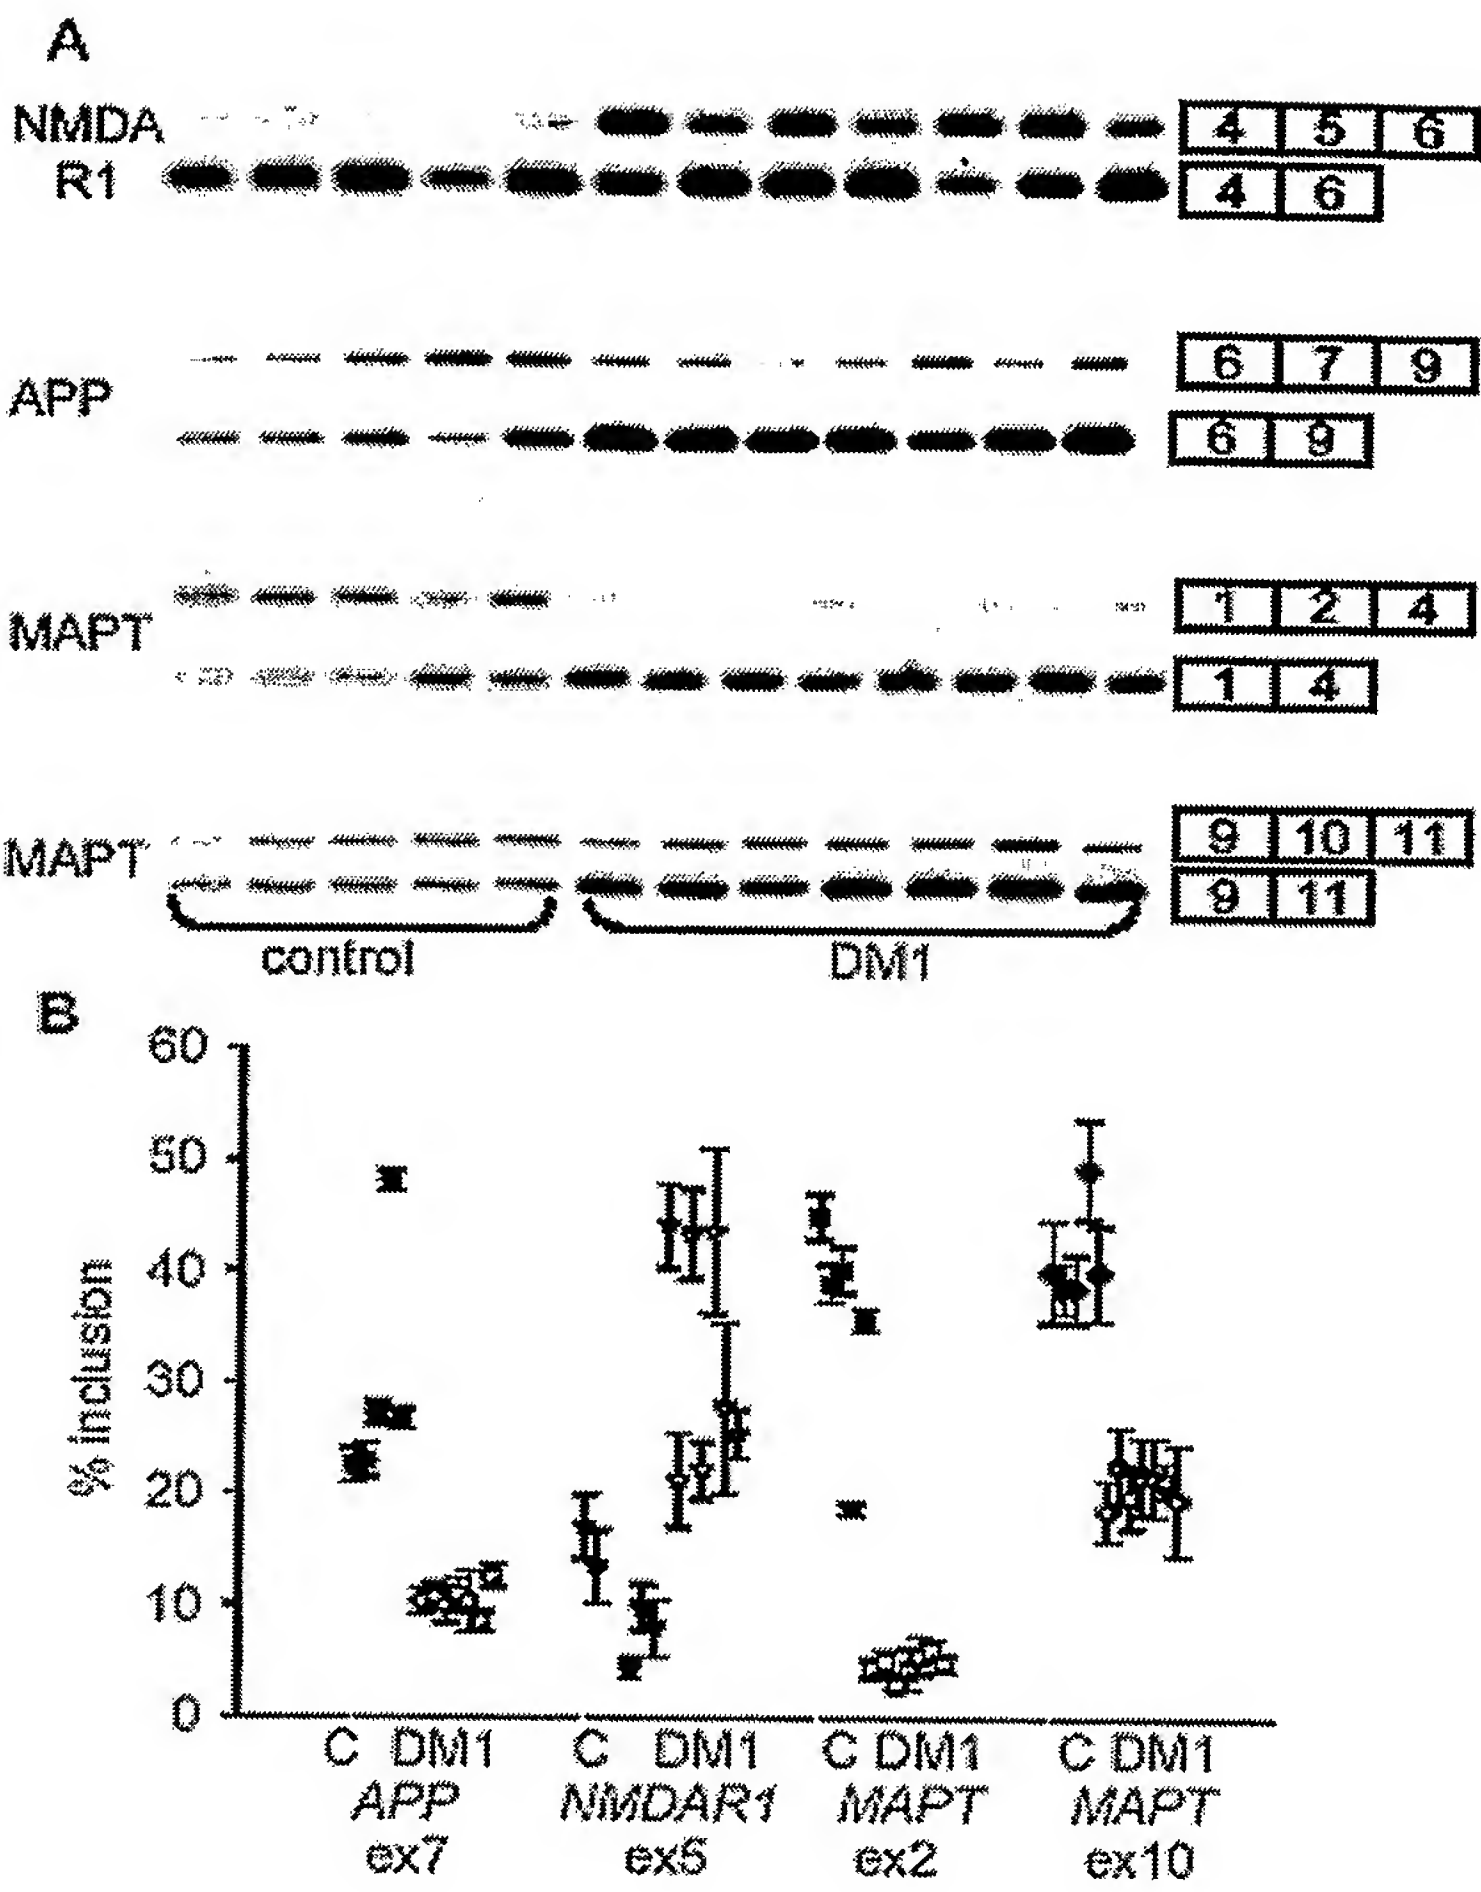 A
NMDA 4 5 6
R1 4 6
APP 6 7 9
6 9
MAPT 1 2 4
1 4
MAPT 9 10 11
9 11
control DM1
B
60
50
40
30
20
10
0
% inclusion
C DM1 C DM1 C DM1 C DM1
APP NMDAR1 MAPT MAPT
ex7 ex5 ex2 ex10